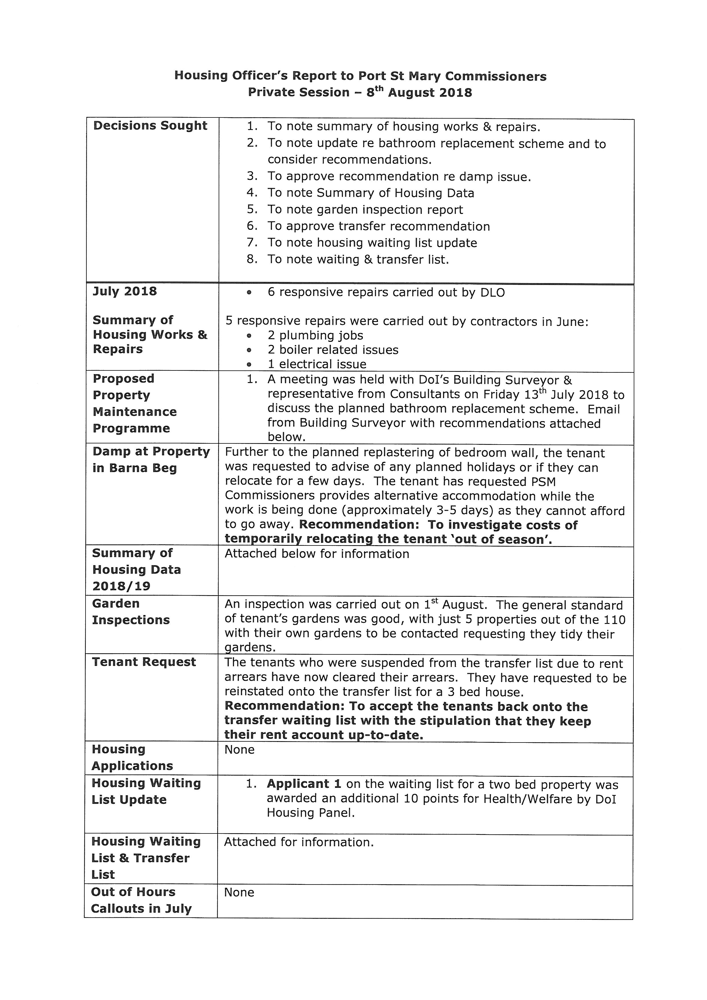 Housing Officer's Report to Port St Mary Commissioners
Private Session – 8th August 2018
Decisions Sought
1. To note summary of housing works & repairs.
2. To note update re bathroom replacement scheme and to
consider recommendations.
3. To approve recommendation re damp issue.
4. To note Summary of Housing Data
5. To note garden inspection report
6. To approve transfer recommendation
7. To note housing waiting list update
8. To note waiting & transfer list.
July 2018
Summary of
Housing Works &
Repairs
• 6 responsive repairs carried out by DLO
5 responsive repairs were carried out by contractors in June:
• 2 plumbing jobs
• 2 boiler related issues
• 1 electrical issue
Proposed
Property
Maintenance
Programme
1. A meeting was held with DoI's Building Surveyor &
representative from Consultants on Friday 13th July 2018 to
discuss the planned bathroom replacement scheme. Email
from Building Surveyor with recommendations attached
below.
Damp at Property
in Barna Beg
Further to the planned replastering of bedroom wall, the tenant
was requested to advise of any planned holidays or if they can
relocate for a few days. The tenant has requested PSM
Commissioners provides alternative accommodation while the
work is being done (approximately 3-5 days) as they cannot afford
to go away. Recommendation: To investigate costs of
temporarily relocating the tenant 'out of season'.
Summary of
Housing Data
2018/19
Attached below for information
Garden
Inspections
An inspection was carried out on 1st August. The general standard
of tenant's gardens was good, with just 5 properties out of the 110
with their own gardens to be contacted requesting they tidy their
gardens.
Tenant Request
The tenants who were suspended from the transfer list due to rent
arrears have now cleared their arrears. They have requested to be
reinstated onto the transfer list for a 3 bed house.
Recommendation: To accept the tenants back onto the
transfer waiting list with the stipulation that they keep
their rent account up-to-date.
Housing
Applications
None
Housing Waiting
List Update
1. Applicant 1 on the waiting list for a two bed property was
awarded an additional 10 points for Health/Welfare by DoI
Housing Panel.
Housing Waiting
List & Transfer
List
Attached for information.
Out of Hours
Callouts in July
None